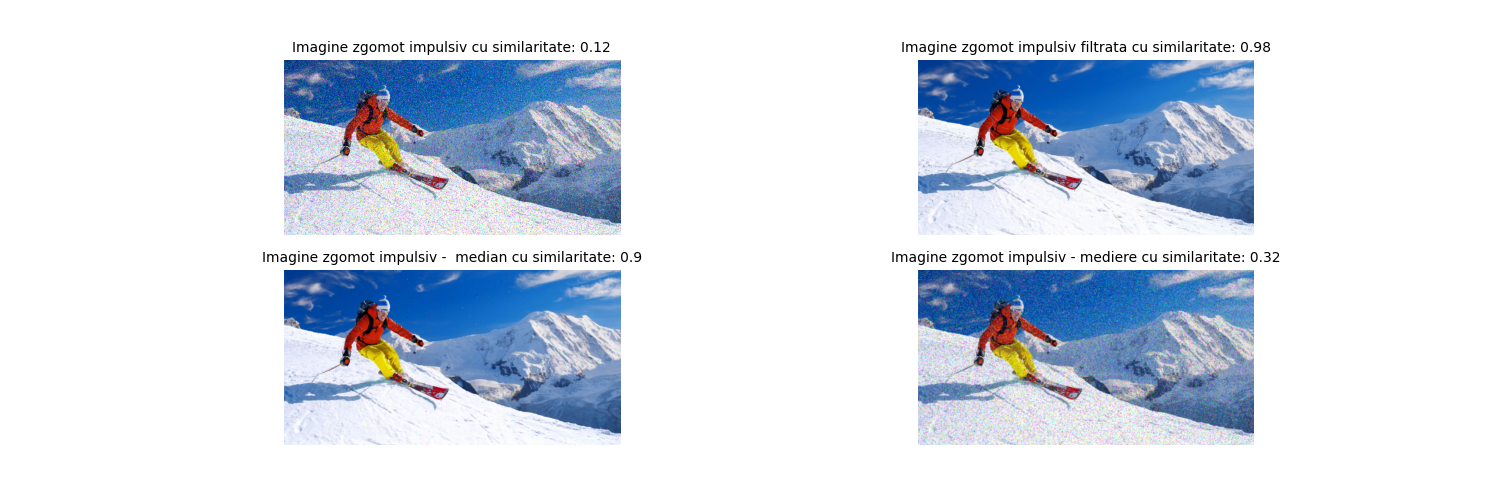 Imagine zgomot impulsiv cu similaritate: 0.12
Imagine zgomot impulsiv filtrata cu similaritate: 0.98
Imagine zgomot impulsiv -  median cu similaritate: 0.9
Imagine zgomot impulsiv - mediere cu similaritate: 0.32